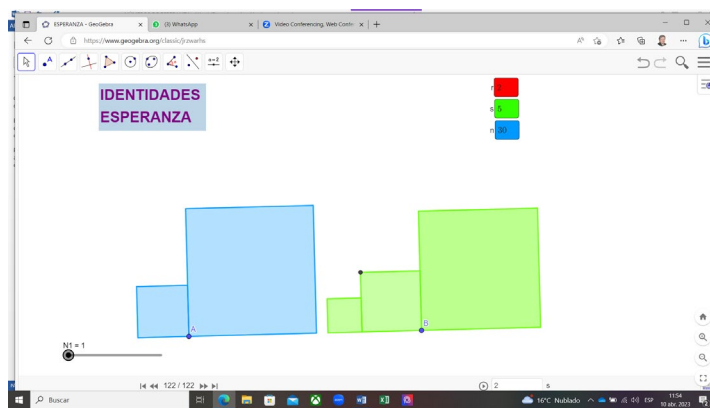 ESPERANZA - GeoGebra
(3) WhatsApp
Video Conferencing, Web Confe
https://www.geogebra.org/classic/jrzwarhs
IDENTIDADES
ESPERANZA
r
s 5
n 30
A
B
N1 = 1
122 / 122
2 s
Buscar
16°C Nublado
ESP
11:54
10 abr. 2023